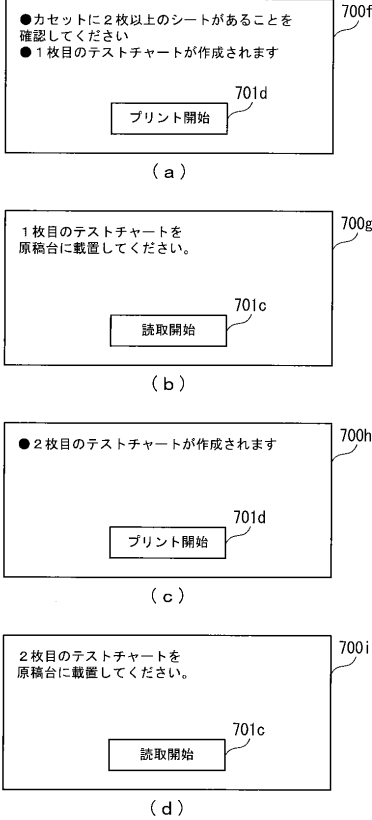 700f
●カセットに２枚以上のシートがあることを
確認してください
●１枚目のテストチャートが作成されます
701d
プリント開始
(a)
700g
１枚目のテストチャートを
原稿台に載置してください。
701c
読取開始
(b)
700h
●２枚目のテストチャートが作成されます
701d
プリント開始
(c)
700i
２枚目のテストチャートを
原稿台に載置してください。
701c
読取開始
(d)